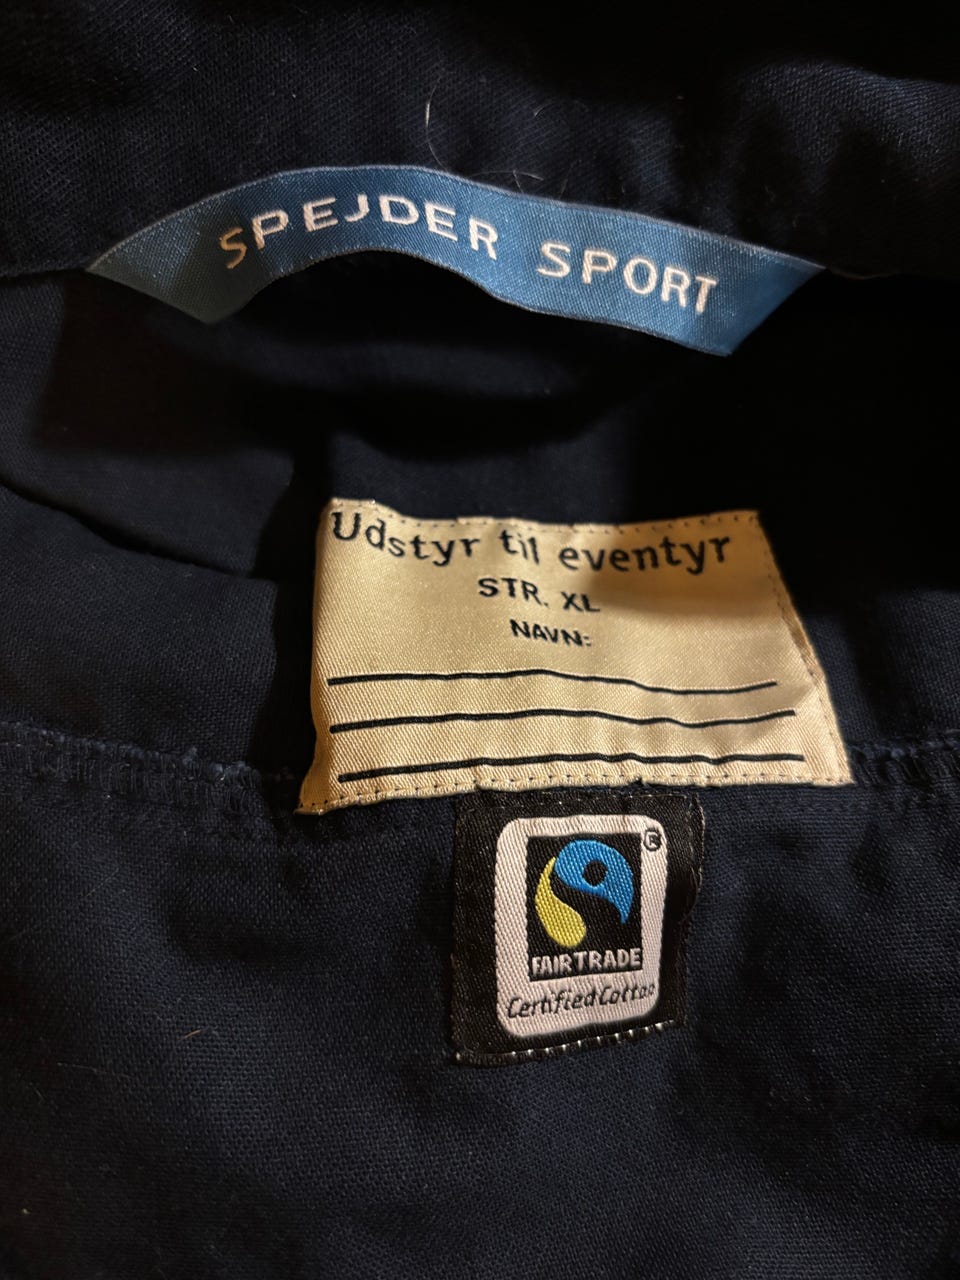 SPEJDER SPORT
Udstyr til eventyr
STR. XL
NAVN:
®
FAIRTRADE
Certified Cotton